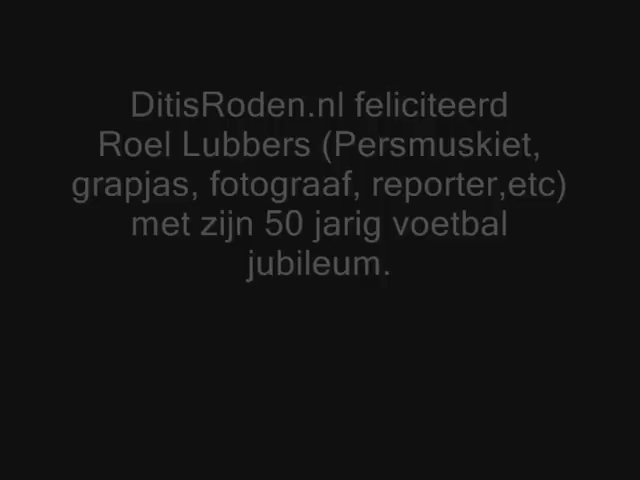 DitisRoden.nl feliciteerd
Roel Lubbers (Persmuskiet,
grapjas, fotograaf, reporter,etc)
met zijn 50 jarig voetbal
jubileum.